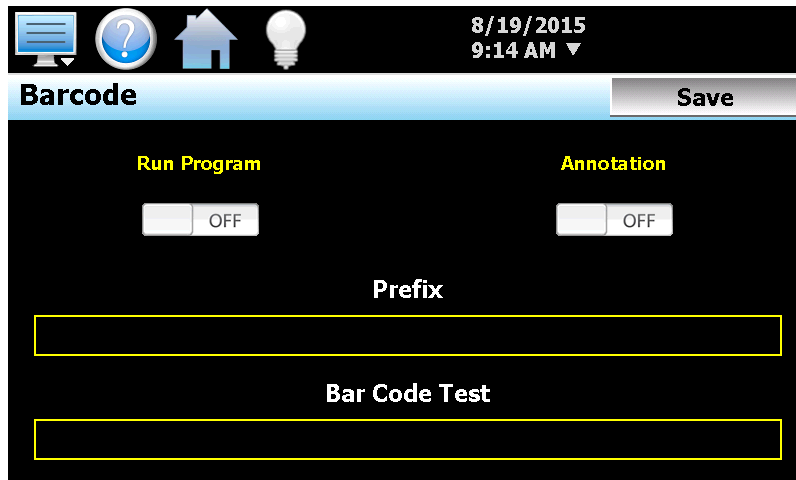 ?
8/19/2015
9:14 AM ▼
Barcode
Save
Run Program
Annotation
OFF
OFF
Prefix
Bar Code Test